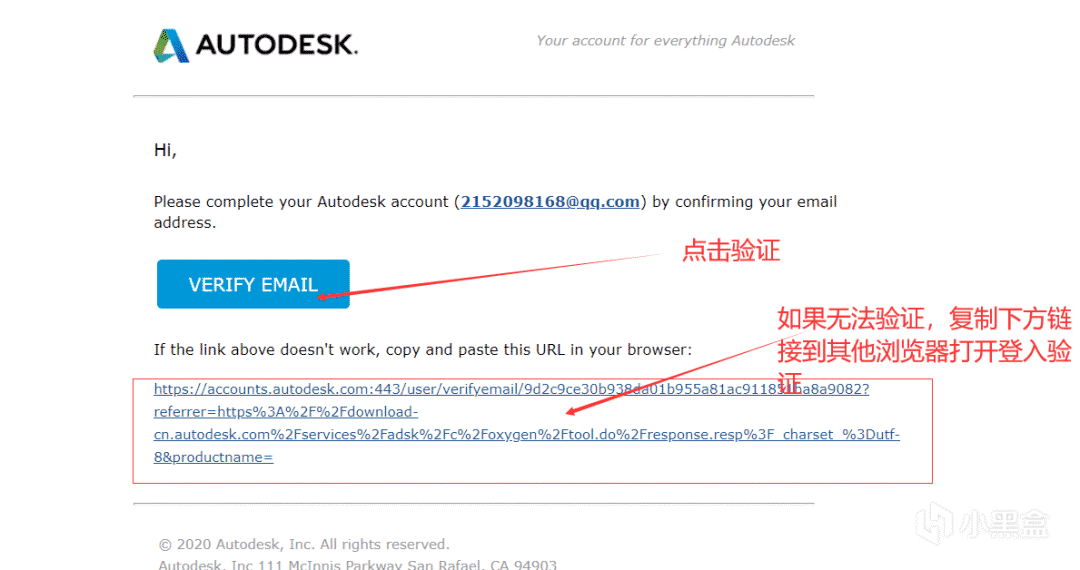 AUTODESK.
Your account for everything Autodesk
Hi,
Please complete your Autodesk account (2152098168@qq.com) by confirming your email
address.
点击验证
VERIFY EMAIL
如果无法验证，复制下方链
接到其他浏览器打开登入验
证
If the link above doesn't work, copy and paste this URL in your browser:
https://accounts.autodesk.com:443/user/verifyemail/
referrer=https%3A%2F%2Fdownload-
cn.autodesk.com%2Fservices%2Fadsk%2Fc%2Foxygen%2Ftool.do%2Fresponse.resp%3F_charset_%3Dutf-
8&productname=
小黑盒
© 2020 Autodesk, Inc. All rights reserved.
Autodesk, Inc 111 McInnis Parkway San Rafael, CA 94903